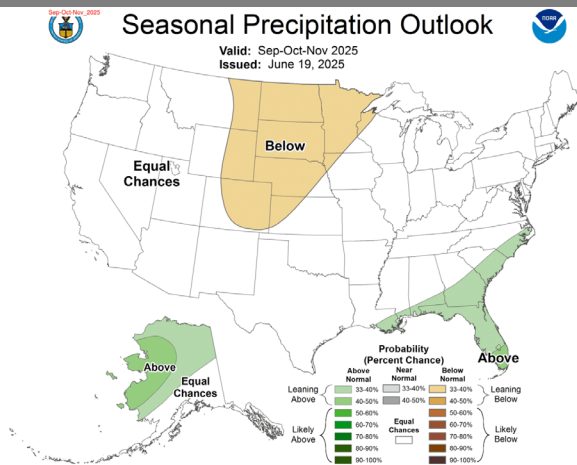 Sep-Oct-Nov_2025
Seasonal Precipitation Outlook
NOAA
Valid: Sep-Oct-Nov 2025
Issued: June 19, 2025
Below
Equal
Chances
Above
Above
Equal
Chances
Probability
(Percent Chance)
Above Normal
Near Normal
Below Normal
Leaning Above
33-40%
33-40%
33-40%
Leaning Below
40-50%
40-50%
40-50%
Likely Above
50-60%
Equal Chances
50-60%
Likely Below
60-70%
60-70%
70-80%
70-80%
80-90%
80-90%
90-100%
90-100%